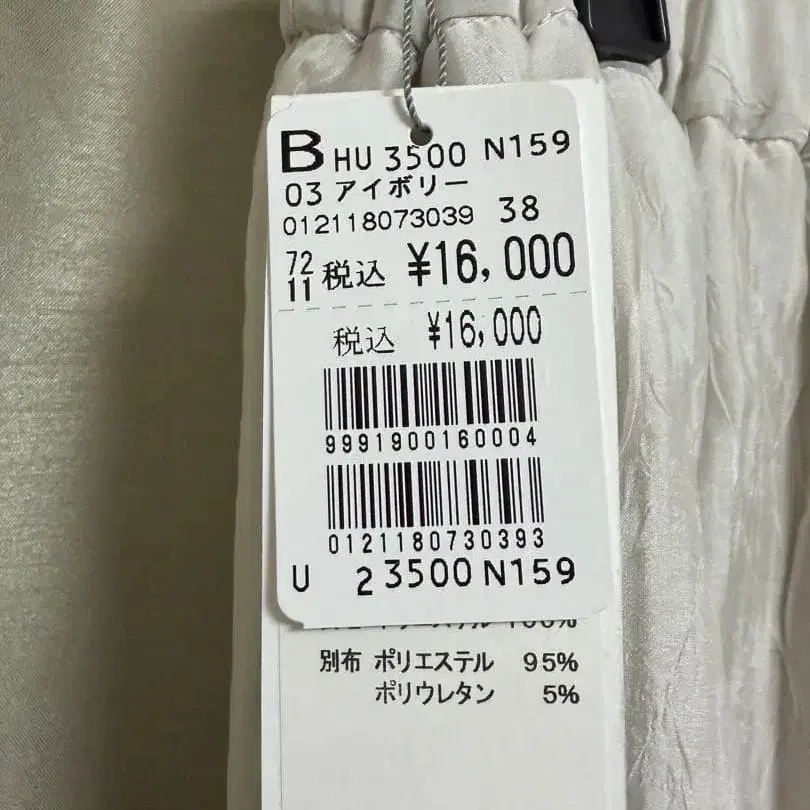 B HU 3500 N159
03 アイボリー
012118073039 38
72 11 税込 ¥16,000
税込 ¥16,000
9991900160004
0121180730393
U 2 3500 N159
100%
別布 ポリエステル 95%
ポリウレタン 5%